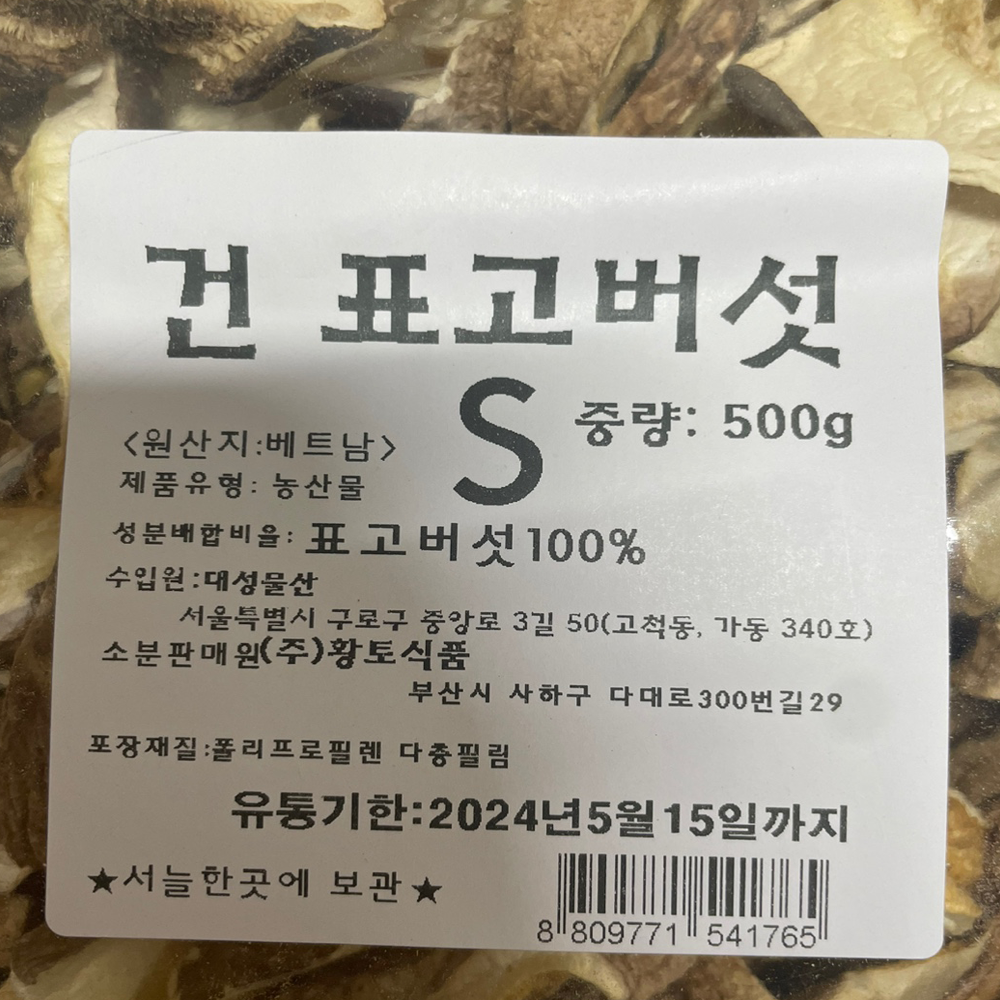 건 표고버섯
S 중량: 500g
<원산지:베트남>
제품유형: 농산물
성분배합비율: 표고버섯100%
수입원:대성물산
서울특별시 구로구 중앙로 3길 50(고척동, 가동 340호)
소분판매원(주)황토식품
부산시 사하구 다대로300번길29
포장재질:폴리프로필렌 다층필림
유통기한:2024년5월15일까지
★서늘한곳에 보관★
8 809771 541765